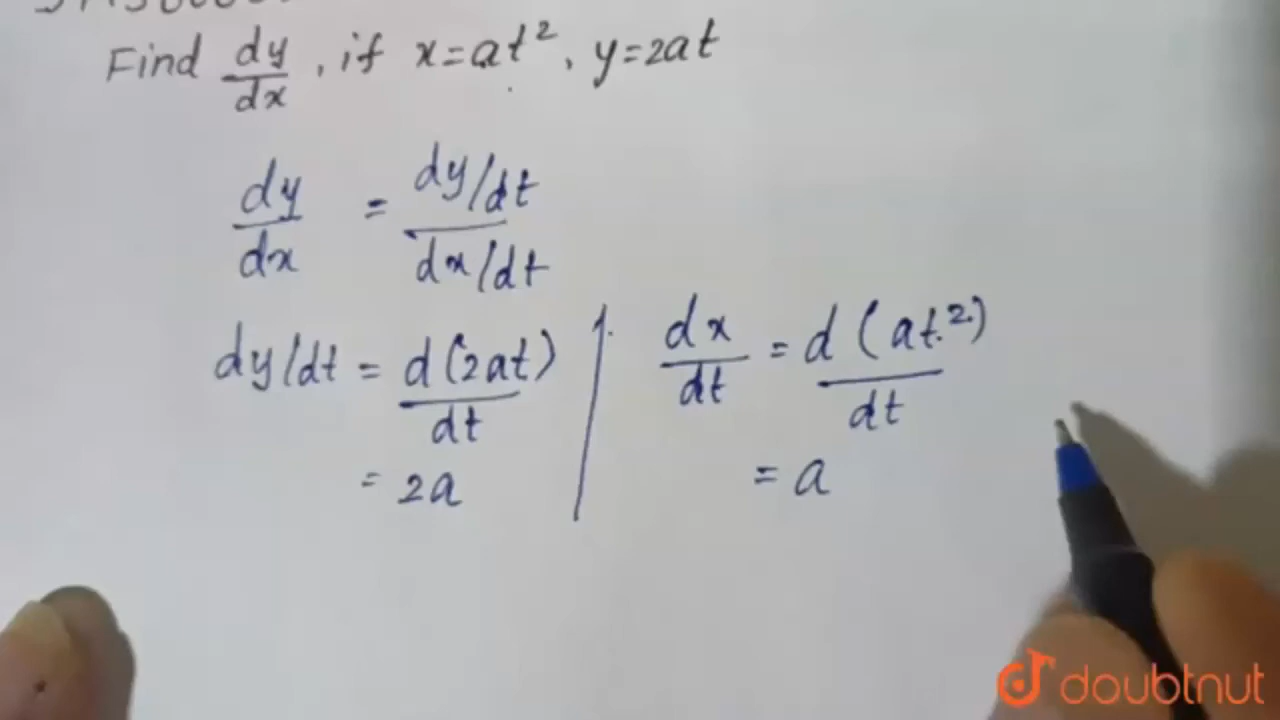 Find dy/dx, if x=at², y=2at
dy/dx = (dy/dt)/(dx/dt)
dy/dt = d(2at)/dt
= 2a
dx/dt = d(at²)/dt
= a
doubtnut